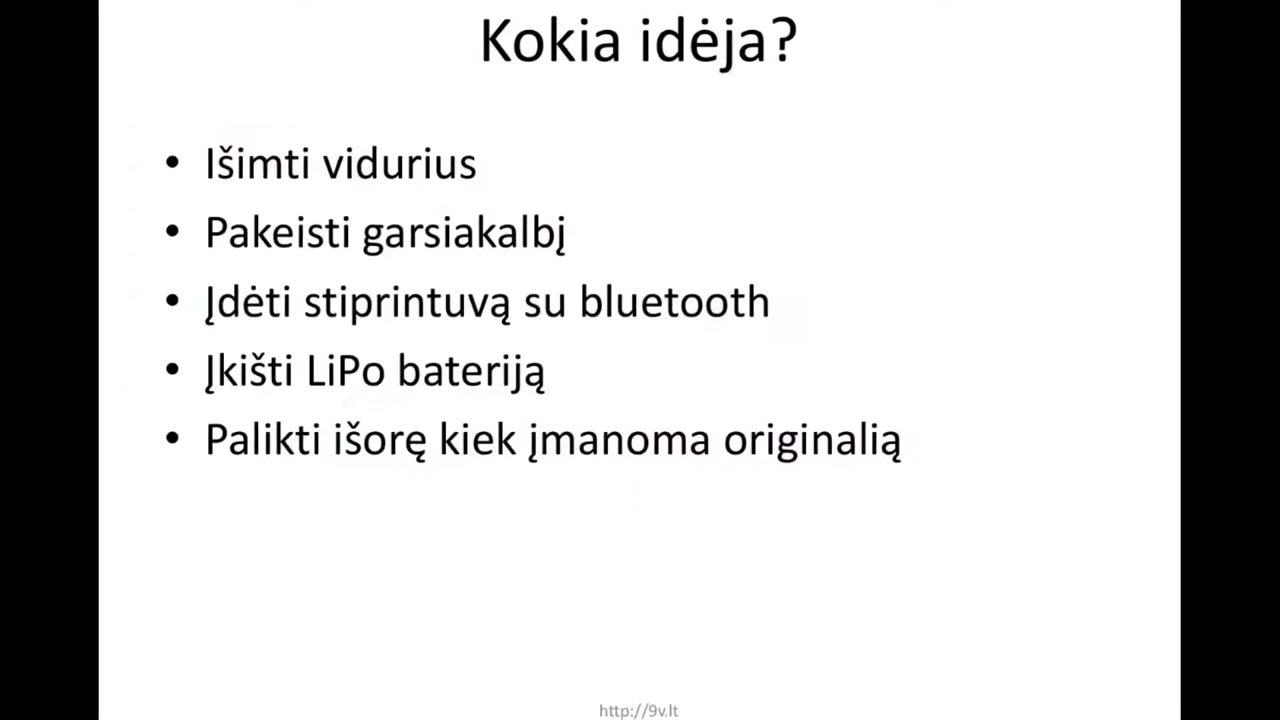 Kokia idėja?
• Išimti vidurius
• Pakeisti garsiakalbį
• Įdėti stiprintuvą su bluetooth
• Įkišti LiPo bateriją
• Palikti išorę kiek įmanoma originalią
http://9v.lt